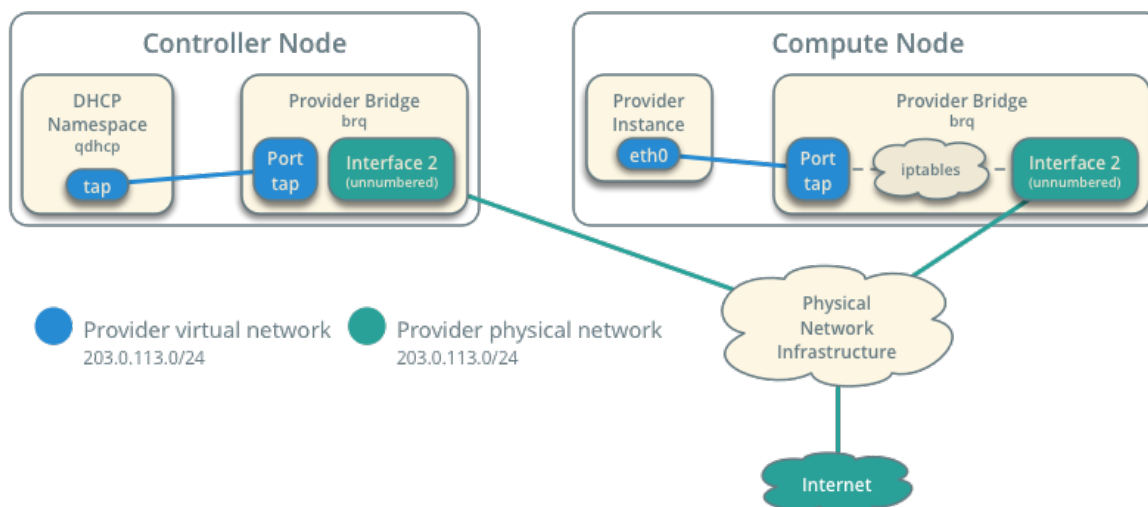 Controller Node
DHCP
Namespace
qdhcp
tap
Provider Bridge
brq
Port
tap
Interface 2
(unnumbered)
Compute Node
Provider
Instance
eth0
Provider Bridge
brq
Port
tap
iptables
Interface 2
(unnumbered)
Physical
Network
Infrastructure
Internet
Provider virtual network
203.0.113.0/24
Provider physical network
203.0.113.0/24